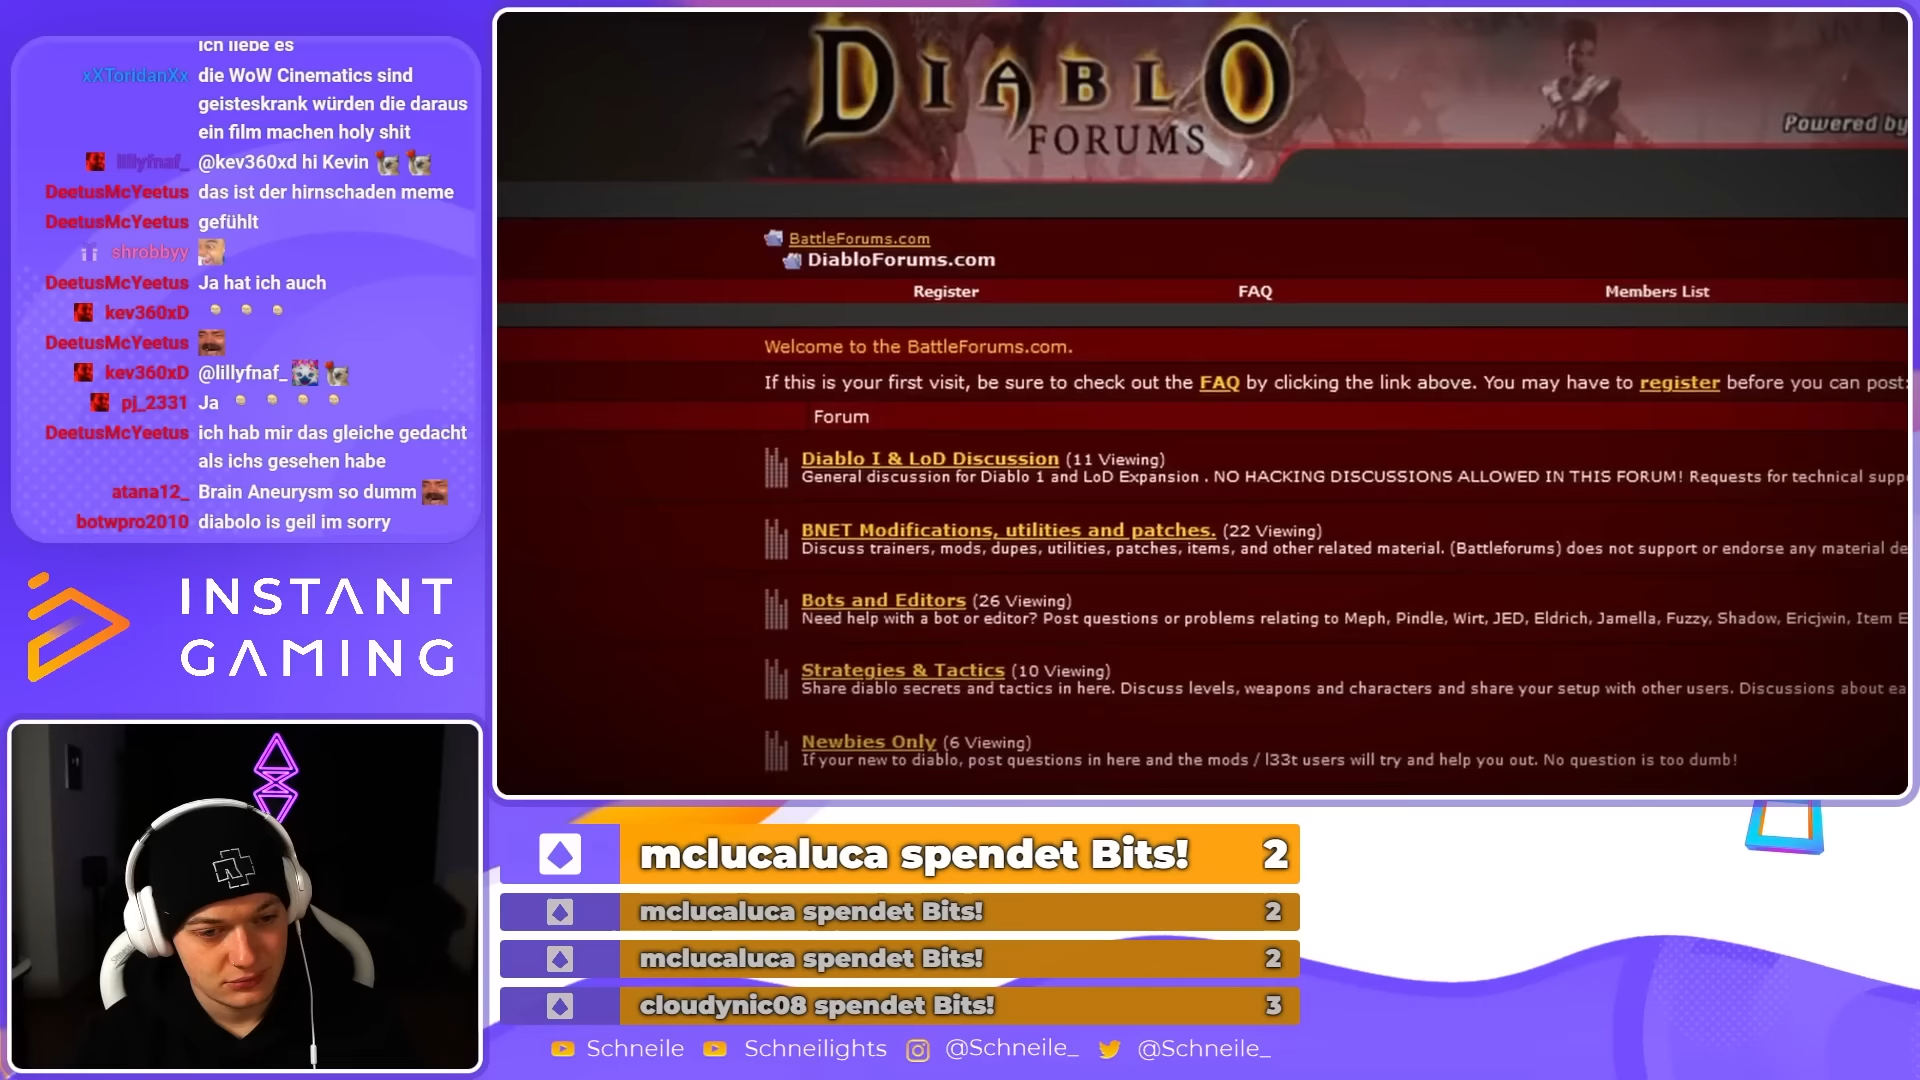 ich liebe es
xXToridanXx die WoW Cinematics sind
geisteskrank würden die daraus
ein film machen holy shit
lillyfnaf_ @kev360xd hi Kevin
DeetusMcYeetus das ist der hirnschaden meme
DeetusMcYeetus gefühlt
shrobbyy
DeetusMcYeetus Ja hat ich auch
kev360xD
DeetusMcYeetus
kev360xD @lillyfnaf_
pj_2331 Ja
DeetusMcYeetus ich hab mir das gleiche gedacht
als ichs gesehen habe
atana12_ Brain Aneurysm so dumm
botwpro2010 diabolo is geil im sorry
INSTANT
GAMING
DIABLO
FORUMS
Powered by
BattleForums.com
DiabloForums.com
Register FAQ Members List
Welcome to the BattleForums.com.
If this is your first visit, be sure to check out the FAQ by clicking the link above. You may have to register before you can post:
Forum
Diablo I & LoD Discussion (11 Viewing)
General discussion for Diablo 1 and LoD Expansion . NO HACKING DISCUSSIONS ALLOWED IN THIS FORUM! Requests for technical supp
BNET Modifications, utilities and patches. (22 Viewing)
Discuss trainers, mods, dupes, utilities, patches, items, and other related material. (Battleforums) does not support or endorse any material de
Bots and Editors (26 Viewing)
Need help with a bot or editor? Post questions or problems relating to Meph, Pindle, Wirt, JED, Eldrich, Jamella, Fuzzy, Shadow, Ericjwin, Item E
Strategies & Tactics (10 Viewing)
Share diablo secrets and tactics in here. Discuss levels, weapons and characters and share your setup with other users. Discussions about ea
Newbies Only (6 Viewing)
If your new to diablo, post questions in here and the mods / l33t users will try and help you out. No question is too dumb!
mclucaluca spendet Bits! 2
mclucaluca spendet Bits! 2
mclucaluca spendet Bits! 2
cloudynic08 spendet Bits! 3
Schneile Schneilights @Schneile_ @Schneile_